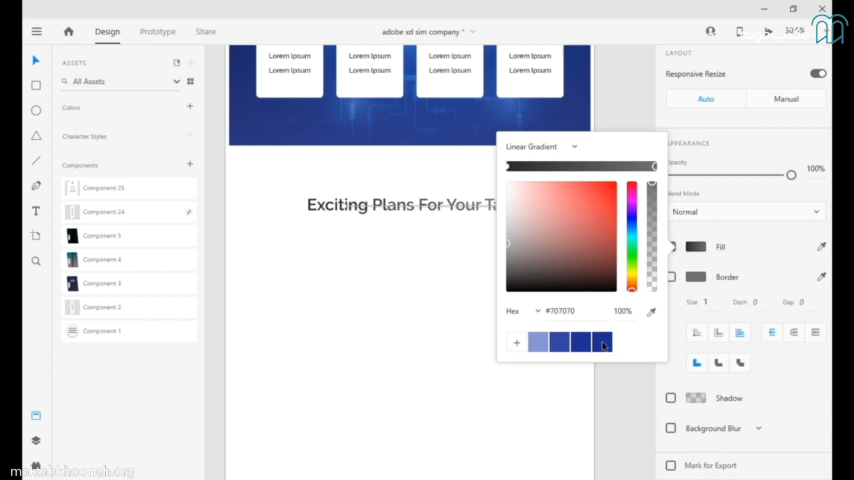 Design
Prototype
Share
adobe xd sim company *
ASSETS
All Assets
Colors
Character Styles
Components
Component 25
Component 24
Component 5
Component 4
Component 3
Component 2
Component 1
Lorem Ipsum Lorem Ipsum Lorem Ipsum Lorem Ipsum
Lorem Ipsum Lorem Ipsum Lorem Ipsum Lorem Ipsum
Exciting Plans For Your Ta
Linear Gradient
Hex #707070 100%
LAYOUT
Responsive Resize
Auto Manual
APPEARANCE
Opacity
100%
Blend Mode
Normal
Fill
Border
Size 1 Dash 0 Gap 0
Shadow
Background Blur
Mark for Export